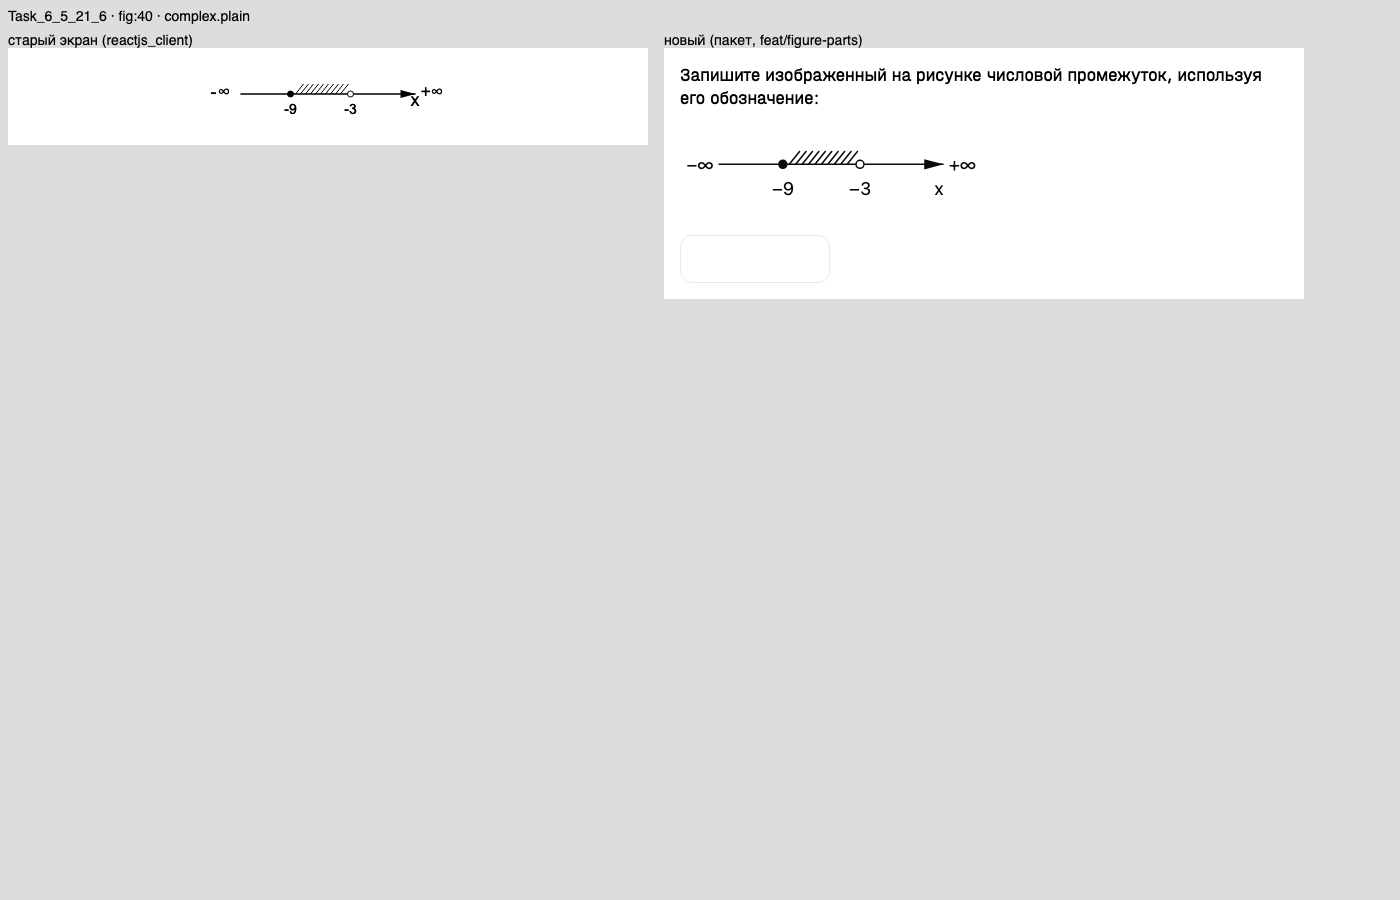 Task_6_5_21_6 · fig:40 · complex.plain
старый экран (reactjs_client)
-∞ +∞
x
-9 -3
новый (пакет, feat/figure-parts)
Запишите изображенный на рисунке числовой промежуток, используя
его обозначение:
−∞ +∞
−9 −3 x